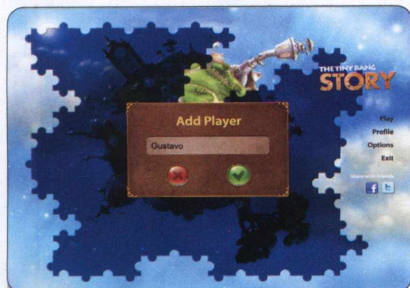 THE TINY BANG
STORY
Add Player
Gustavo
Play
Profile
Options
Exit